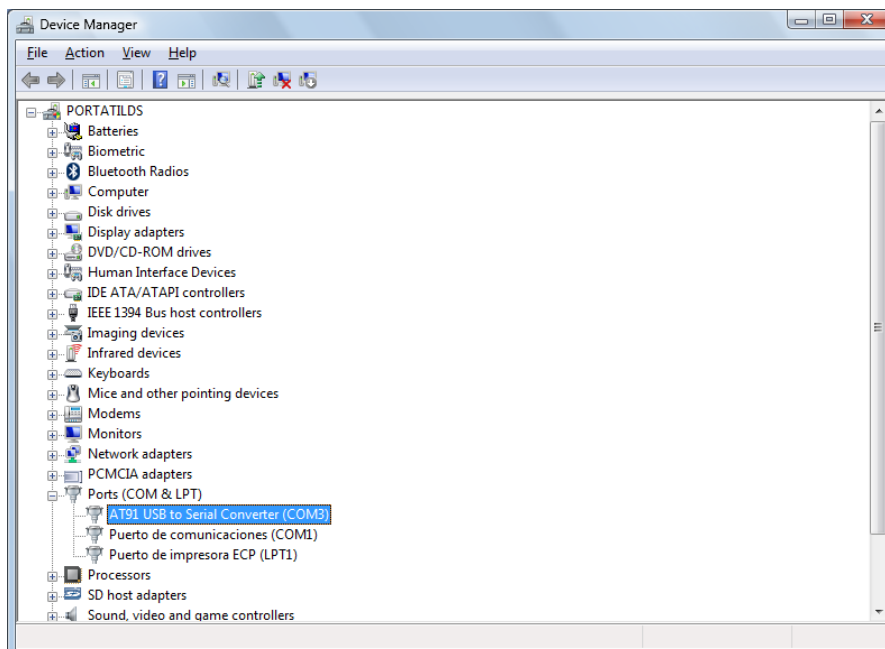 Device Manager
File Action View Help
PORTATILDS
Batteries
Biometric
Bluetooth Radios
Computer
Disk drives
Display adapters
DVD/CD-ROM drives
Human Interface Devices
IDE ATA/ATAPI controllers
IEEE 1394 Bus host controllers
Imaging devices
Infrared devices
Keyboards
Mice and other pointing devices
Modems
Monitors
Network adapters
PCMCIA adapters
Ports (COM & LPT)
AT91 USB to Serial Converter (COM3)
Puerto de comunicaciones (COM1)
Puerto de impresora ECP (LPT1)
Processors
SD host adapters
Sound, video and game controllers